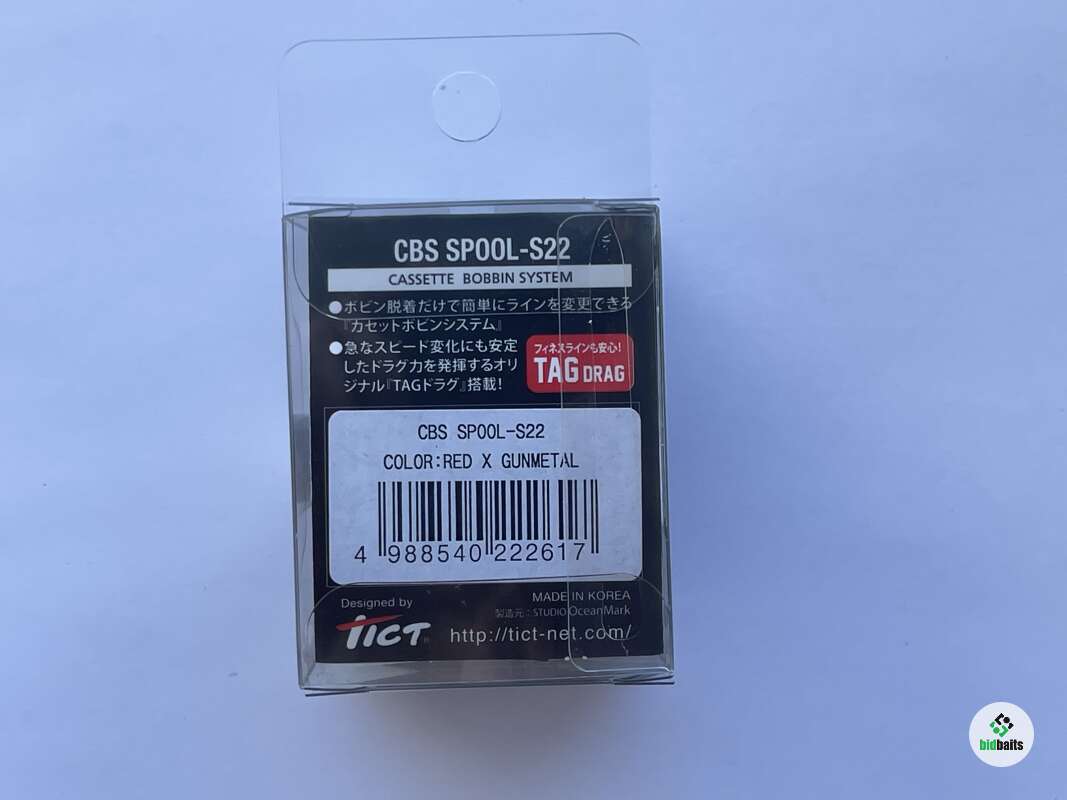 CBS SPOOL-S22
CASSETTE BOBBIN SYSTEM
●ボビン脱着だけで簡単にラインを変更できる
『カセットボビンシステム』
●急なスピード変化にも安定
したドラグ力を発揮するオリ
ジナル『TAGドラグ』搭載!
フィネスラインも安心!
TAG DRAG
CBS SPOOL-S22
COLOR:RED X GUNMETAL
4 988540 222617
MADE IN KOREA
製造元:STUDIO OceanMark
Designed by
TICT®
http://tict-net.com/
bidbaits